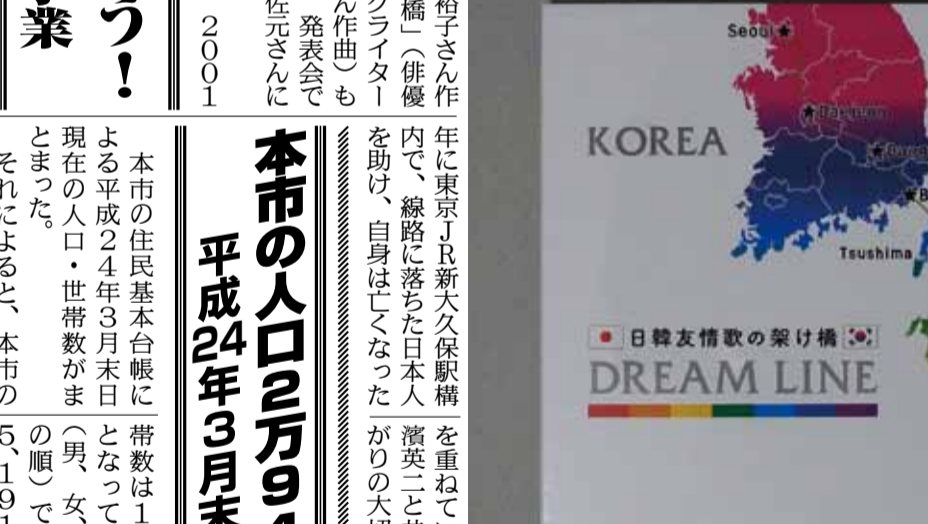 裕子さん作
橋」（俳優
クライター
ん作曲）も
発表会で
佐元さんに
２００１
う！
業
年に東京ＪＲ新大久保駅構
内で、線路に落ちた日本人
を助け、自身は亡くなった
本市の人口2万9
平成24年3月末
本市の住民基本台帳に
よる平成２４年３月末日
現在の人口・世帯数がま
とまった。
それによると、本市の
を重ねて
濱英二と
がりの大切
帯数は１
となって
（男、女、
の順）で
５、１９
Seoul
Daejeon
KOREA
Tsushima
日韓友情歌の架け橋
DREAM LINE